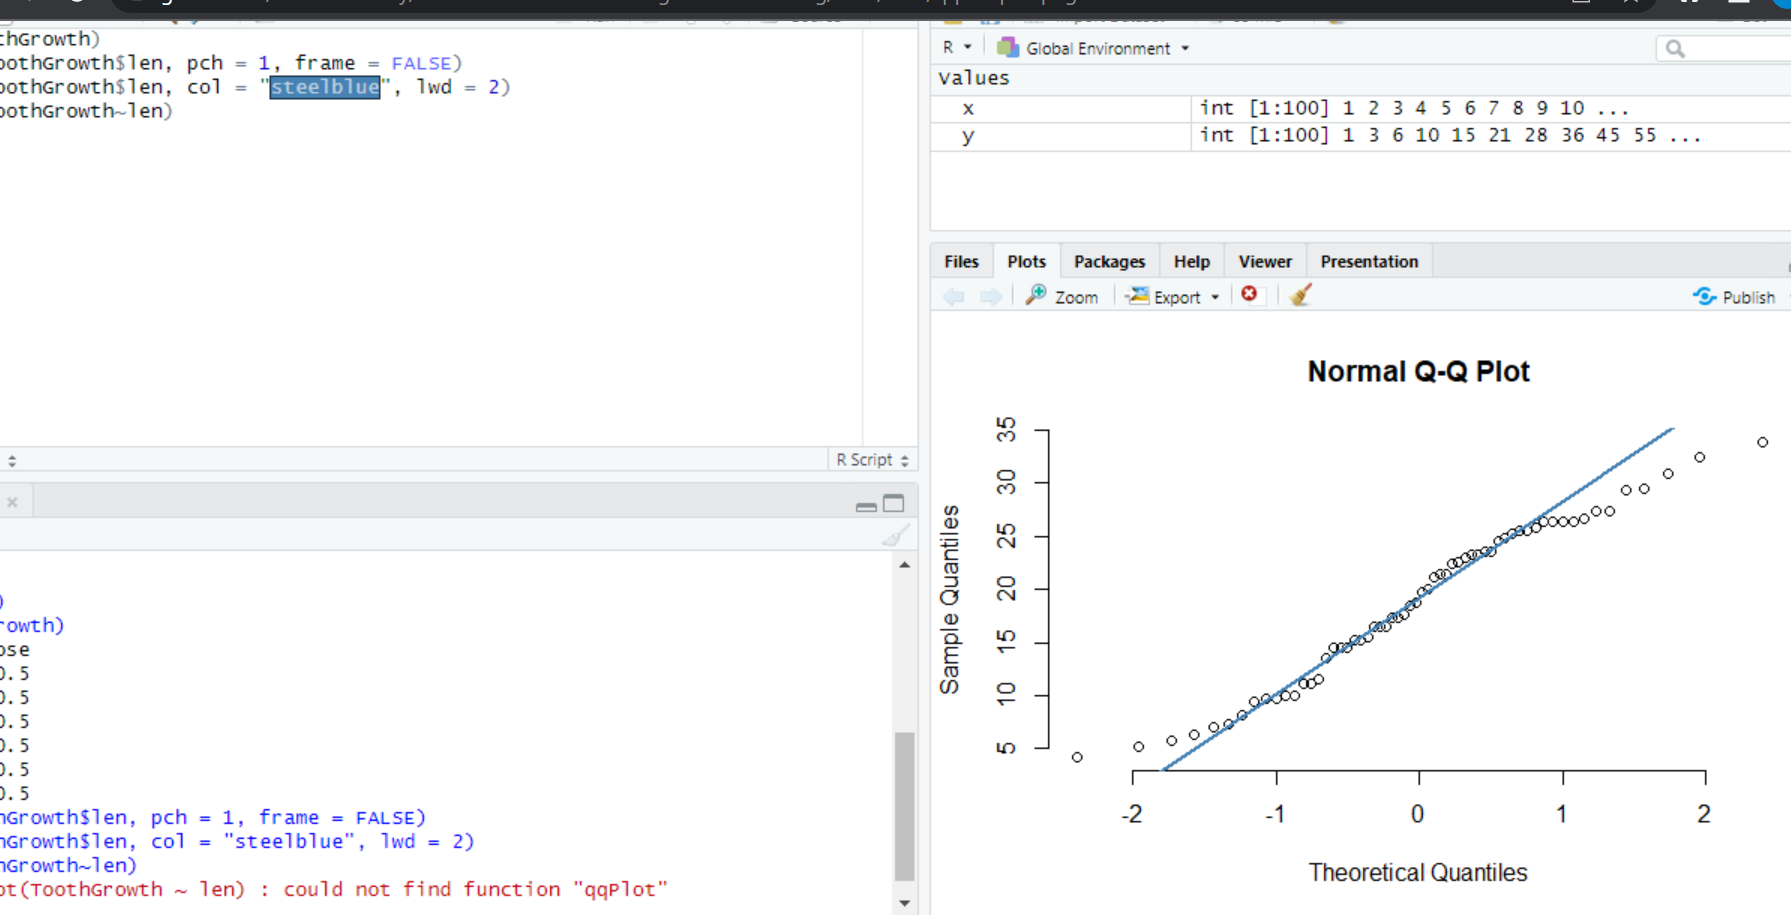 thGrowth)
oothGrowth$len, pch = 1, frame = FALSE)
oothGrowth$len, col = "steelblue", lwd = 2)
oothGrowth~len)
R Script
)
rowth)
ose
0.5
0.5
0.5
0.5
0.5
0.5
hGrowth$len, pch = 1, frame = FALSE)
hGrowth$len, col = "steelblue", lwd = 2)
hGrowth~len)
ot(ToothGrowth ~ len) : could not find function "qqPlot"
R Global Environment
Values
x int [1:100] 1 2 3 4 5 6 7 8 9 10 ...
y int [1:100] 1 3 6 10 15 21 28 36 45 55 ...
Files Plots Packages Help Viewer Presentation
Zoom Export Publish
Normal Q-Q Plot
Sample Quantiles
35
30
25
20
15
10
5
-2 -1 0 1 2
Theoretical Quantiles